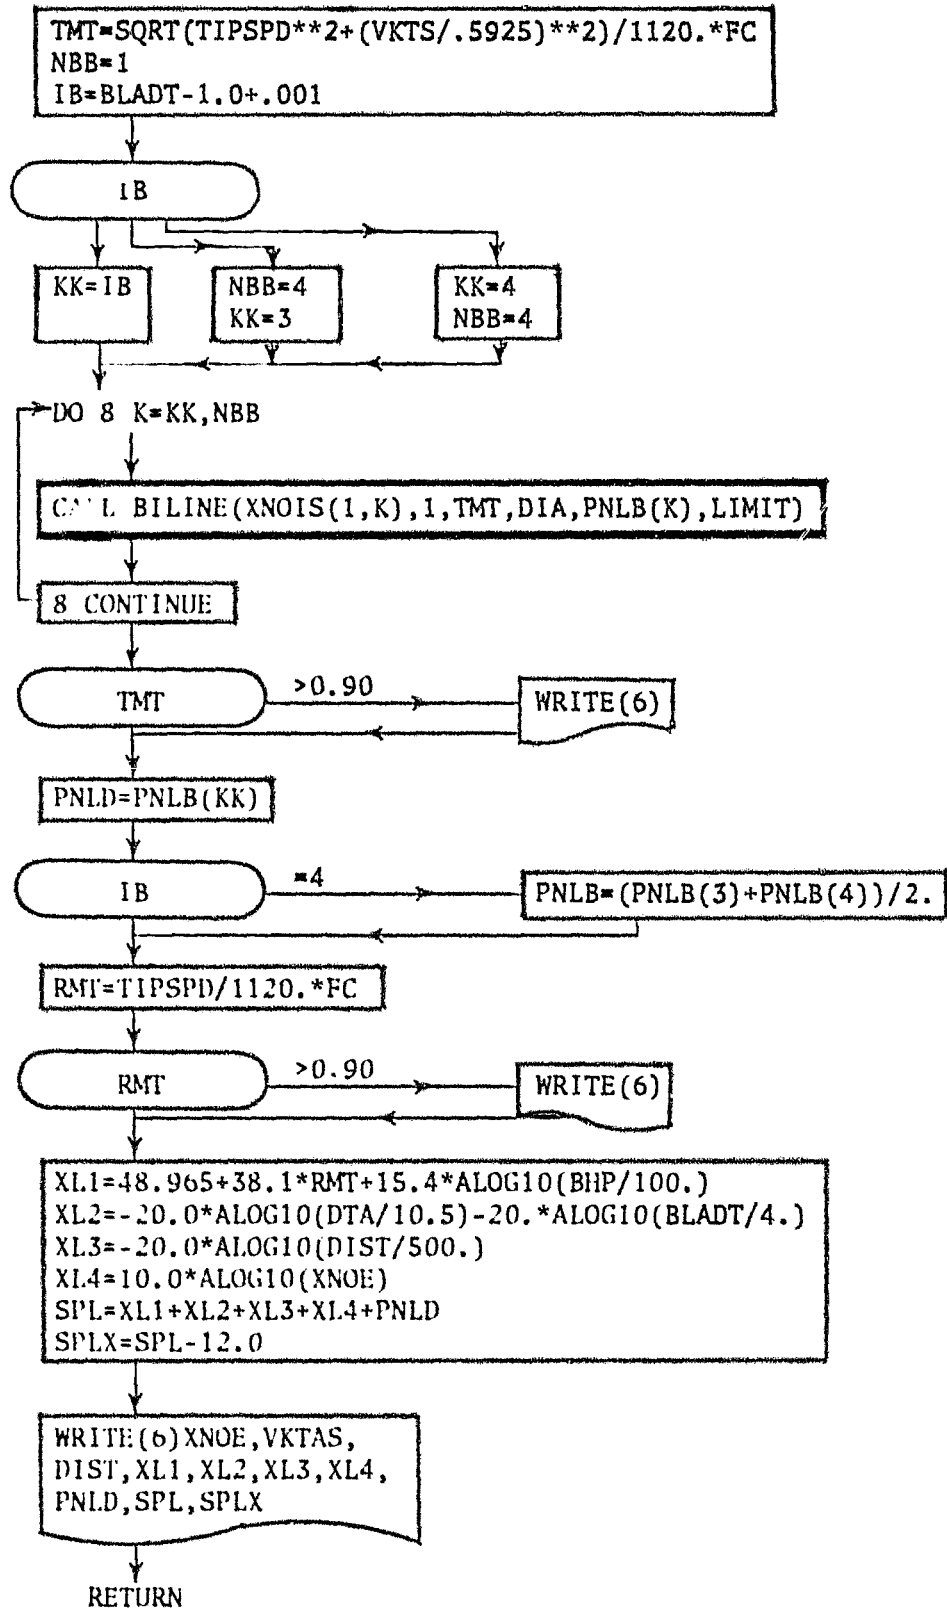 TMT=SQRT(TIPSPD**2+(VKTS/.5925)**2)/1120.*FC
NBB=1
IB=BLADT-1.0+.001
IB
KK=IB
NBB=4
KK=3
KK=4
NBB=4
DO 8 K=KK,NBB
CALL BILINE(XNOIS(1,K),1,TMT,DIA,PNLB(K),LIMIT)
8 CONTINUE
TMT
>0.90
WRITE(6)
PNLD=PNLB(KK)
IB
=4
PNLB=(PNLB(3)+PNLB(4))/2.
RMT=TIPSPD/1120.*FC
RMT
>0.90
WRITE(6)
XL1=48.965+38.1*RMT+15.4*ALOG10(BHP/100.)
XL2=-20.0*ALOG10(DTA/10.5)-20.*ALOG10(BLADT/4.)
XL3=-20.0*ALOG10(DIST/500.)
XL4=10.0*ALOG10(XNOE)
SPL=XL1+XL2+XL3+XL4+PNLD
SPLX=SPL-12.0
WRITE(6)XNOE,VKTAS,
DIST,XL1,XL2,XL3,XL4,
PNLD,SPL,SPLX
RETURN